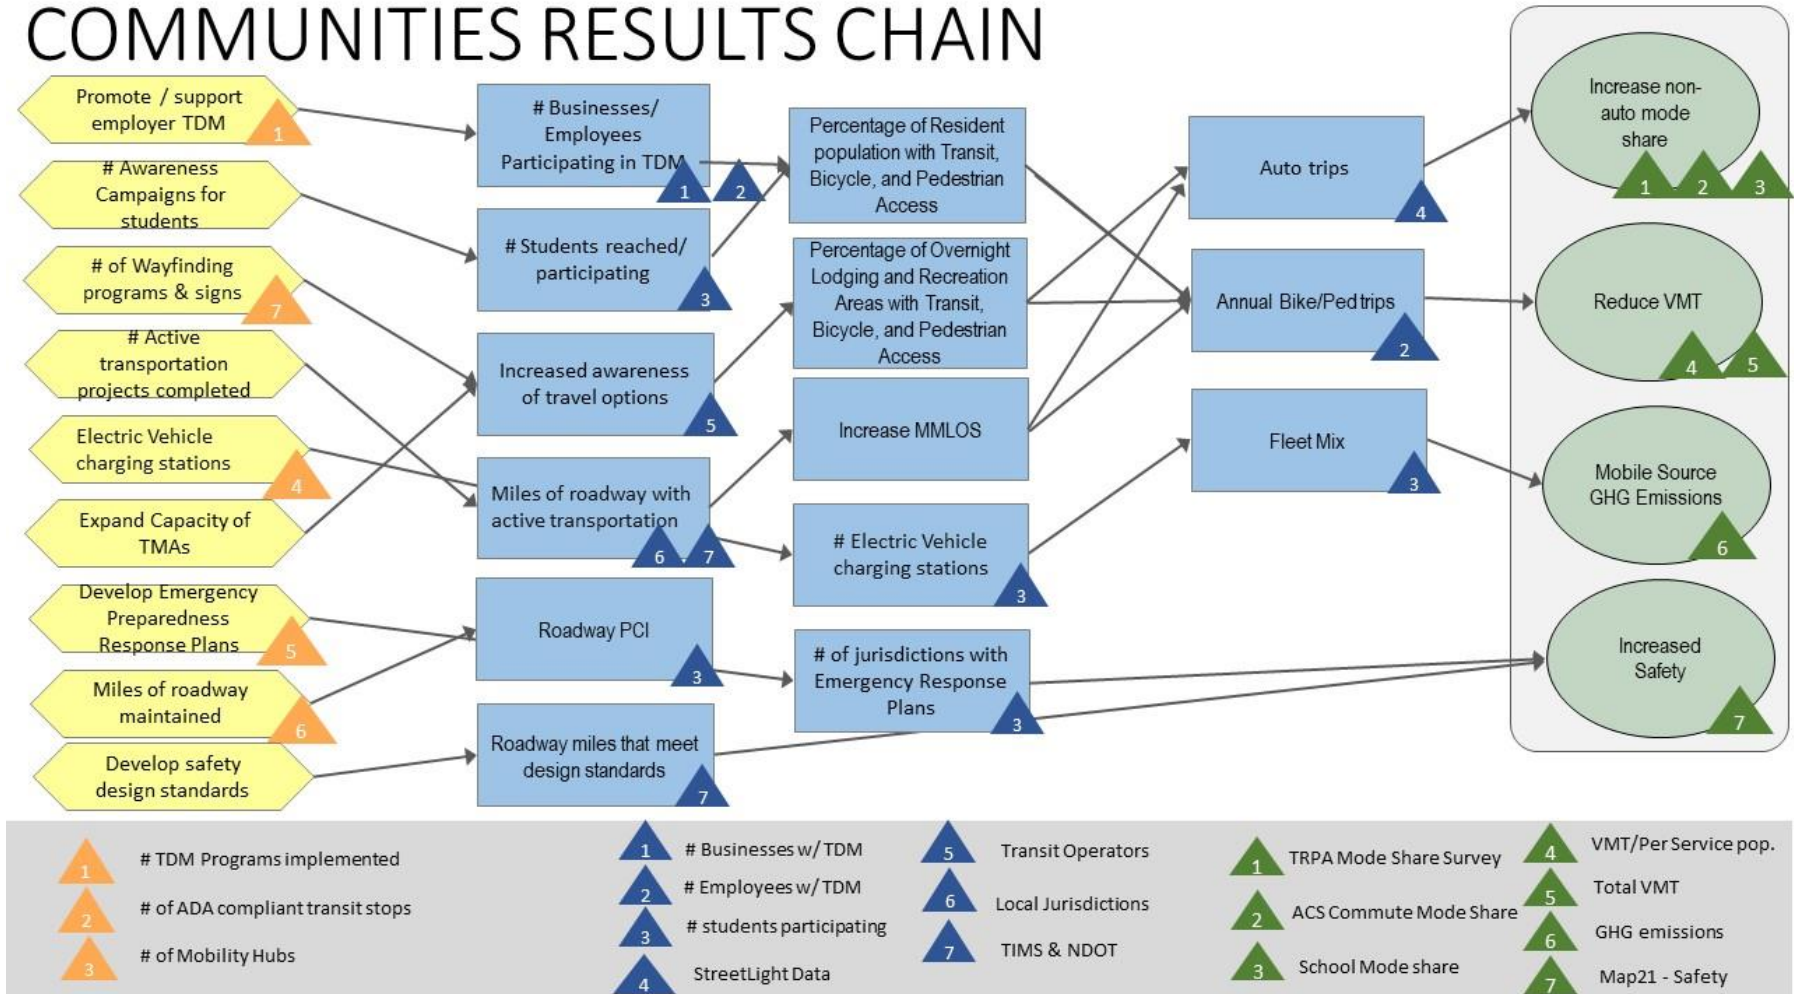 COMMUNITIES RESULTS CHAIN
Promote / support
employer TDM
1
# Awareness
Campaigns for
students
# of Wayfinding
programs & signs
7
# Active
transportation
projects completed
Electric Vehicle
charging stations
4
Expand Capacity of
TMAs
Develop Emergency
Preparedness
Response Plans
5
Miles of roadway
maintained
6
Develop safety
design standards
# Businesses/
Employees
Participating in TDM
1
2
# Students reached/
participating
3
Increased awareness
of travel options
5
Miles of roadway with
active transportation
6
7
Roadway PCI
3
Roadway miles that meet
design standards
7
Percentage of Resident
population with Transit,
Bicycle, and Pedestrian
Access
Percentage of Overnight
Lodging and Recreation
Areas with Transit,
Bicycle, and Pedestrian
Access
Increase MMLOS
# Electric Vehicle
charging stations
3
# of jurisdictions with
Emergency Response
Plans
3
Auto trips
4
Annual Bike/Ped trips
2
Fleet Mix
3
Increase non-
auto mode
share
1
2
3
Reduce VMT
4
5
Mobile Source
GHG Emissions
6
Increased
Safety
7
1
# TDM Programs implemented
2
# of ADA compliant transit stops
3
# of Mobility Hubs
1
# Businesses w/ TDM
2
# Employees w/ TDM
3
# students participating
4
StreetLight Data
5
Transit Operators
6
Local Jurisdictions
7
TIMS & NDOT
1
TRPA Mode Share Survey
2
ACS Commute Mode Share
3
School Mode share
4
VMT/Per Service pop.
5
Total VMT
6
GHG emissions
7
Map21 - Safety